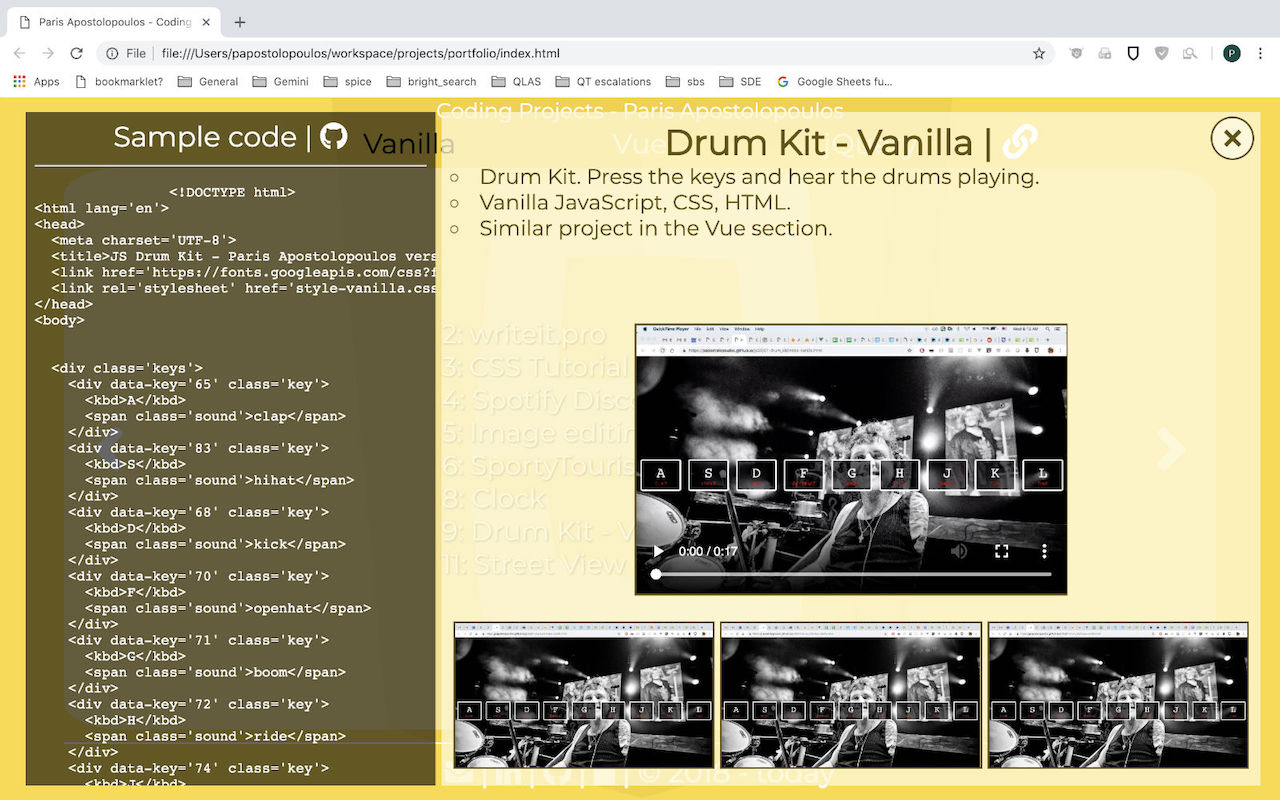 Paris Apostolopoulos - Coding
File file:///Users/papostolopoulos/workspace/projects/portfolio/index.html
P
Apps bookmarklet? General Gemini spice bright_search QLAS QT escalations sbs SDE Google Sheets fu...
Coding Projects - Paris Apostolopoulos
Vanilla Vue
Sample code |
<!DOCTYPE html>
<html lang='en'>
<head>
<meta charset='UTF-8'>
<title>JS Drum Kit - Paris Apostolopoulos vers
<link href='https://fonts.googleapis.com/css?f
<link rel='stylesheet' href='style-vanilla.css
</head>
<body>
<div class='keys'>
<div data-key='65' class='key'>
<kbd>A</kbd>
<span class='sound'>clap</span>
</div>
<div data-key='83' class='key'>
<kbd>S</kbd>
<span class='sound'>hihat</span>
</div>
<div data-key='68' class='key'>
<kbd>D</kbd>
<span class='sound'>kick</span>
</div>
<div data-key='70' class='key'>
<kbd>F</kbd>
<span class='sound'>openhat</span>
</div>
<div data-key='71' class='key'>
<kbd>G</kbd>
<span class='sound'>boom</span>
</div>
<div data-key='72' class='key'>
<kbd>H</kbd>
<span class='sound'>ride</span>
</div>
<div data-key='74' class='key'>
<kbd>J</kbd>
Drum Kit - Vanilla |
Drum Kit. Press the keys and hear the drums playing.
Vanilla JavaScript, CSS, HTML.
Similar project in the Vue section.
2: writeit.pro
3: CSS Tutorial
4: Spotify Disc
5: Image editin
6: SportyTouris
8: Clock
9: Drum Kit - V
11: Street View
QuickTime Player File Edit View Window Help
A S D F G H J K L
0:00 / 0:17
A S D F G H J K L
A S D F G H J K L
A S D F G H J K L
© 2018 - today